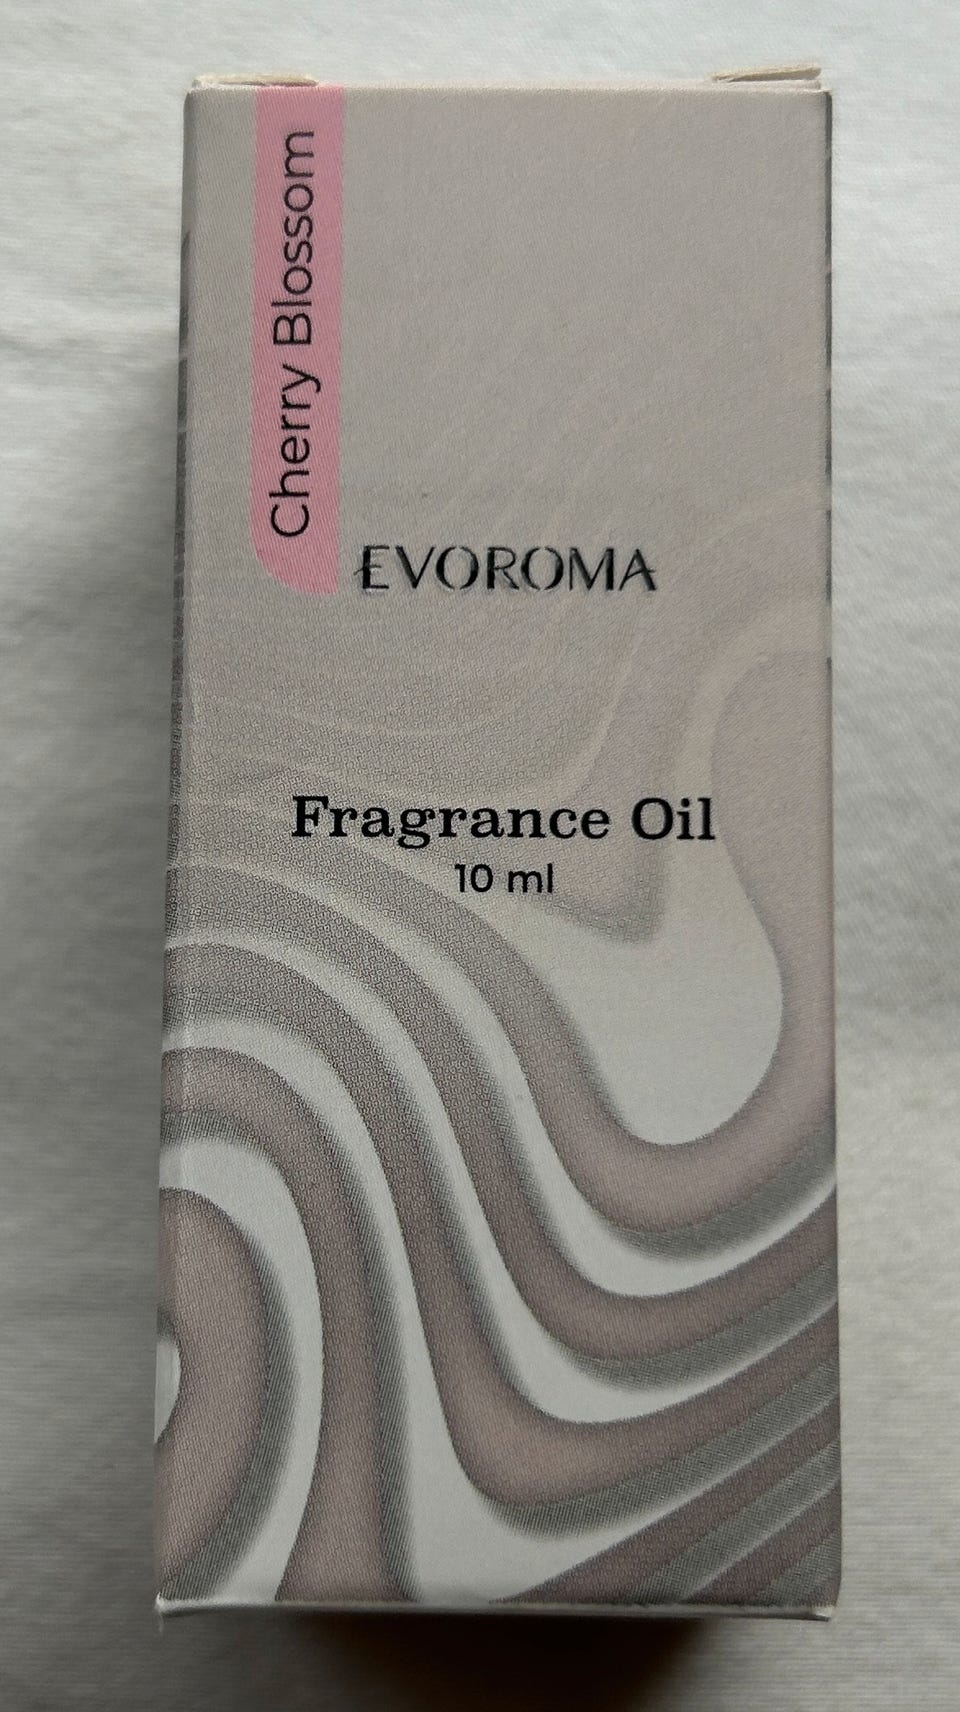 Cherry Blossom
EVOROMA
Fragrance Oil
10 ml